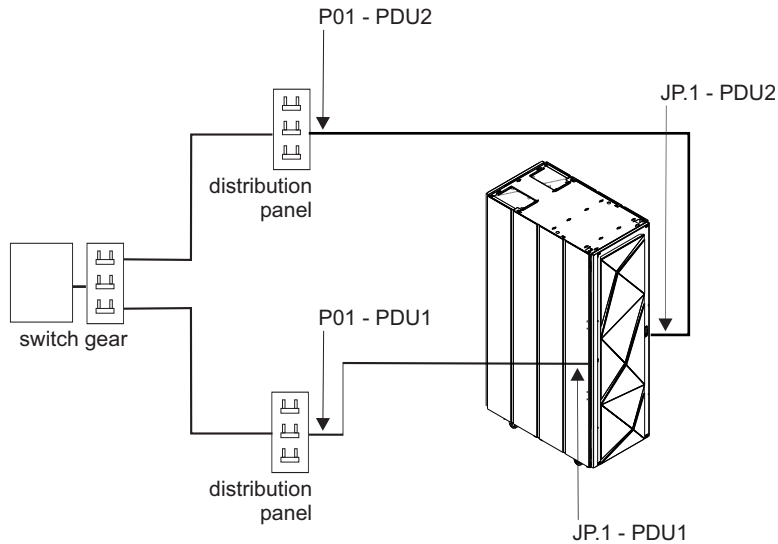 P01 - PDU2
JP.1 - PDU2
distribution
panel
switch gear
P01 - PDU1
distribution
panel
JP.1 - PDU1